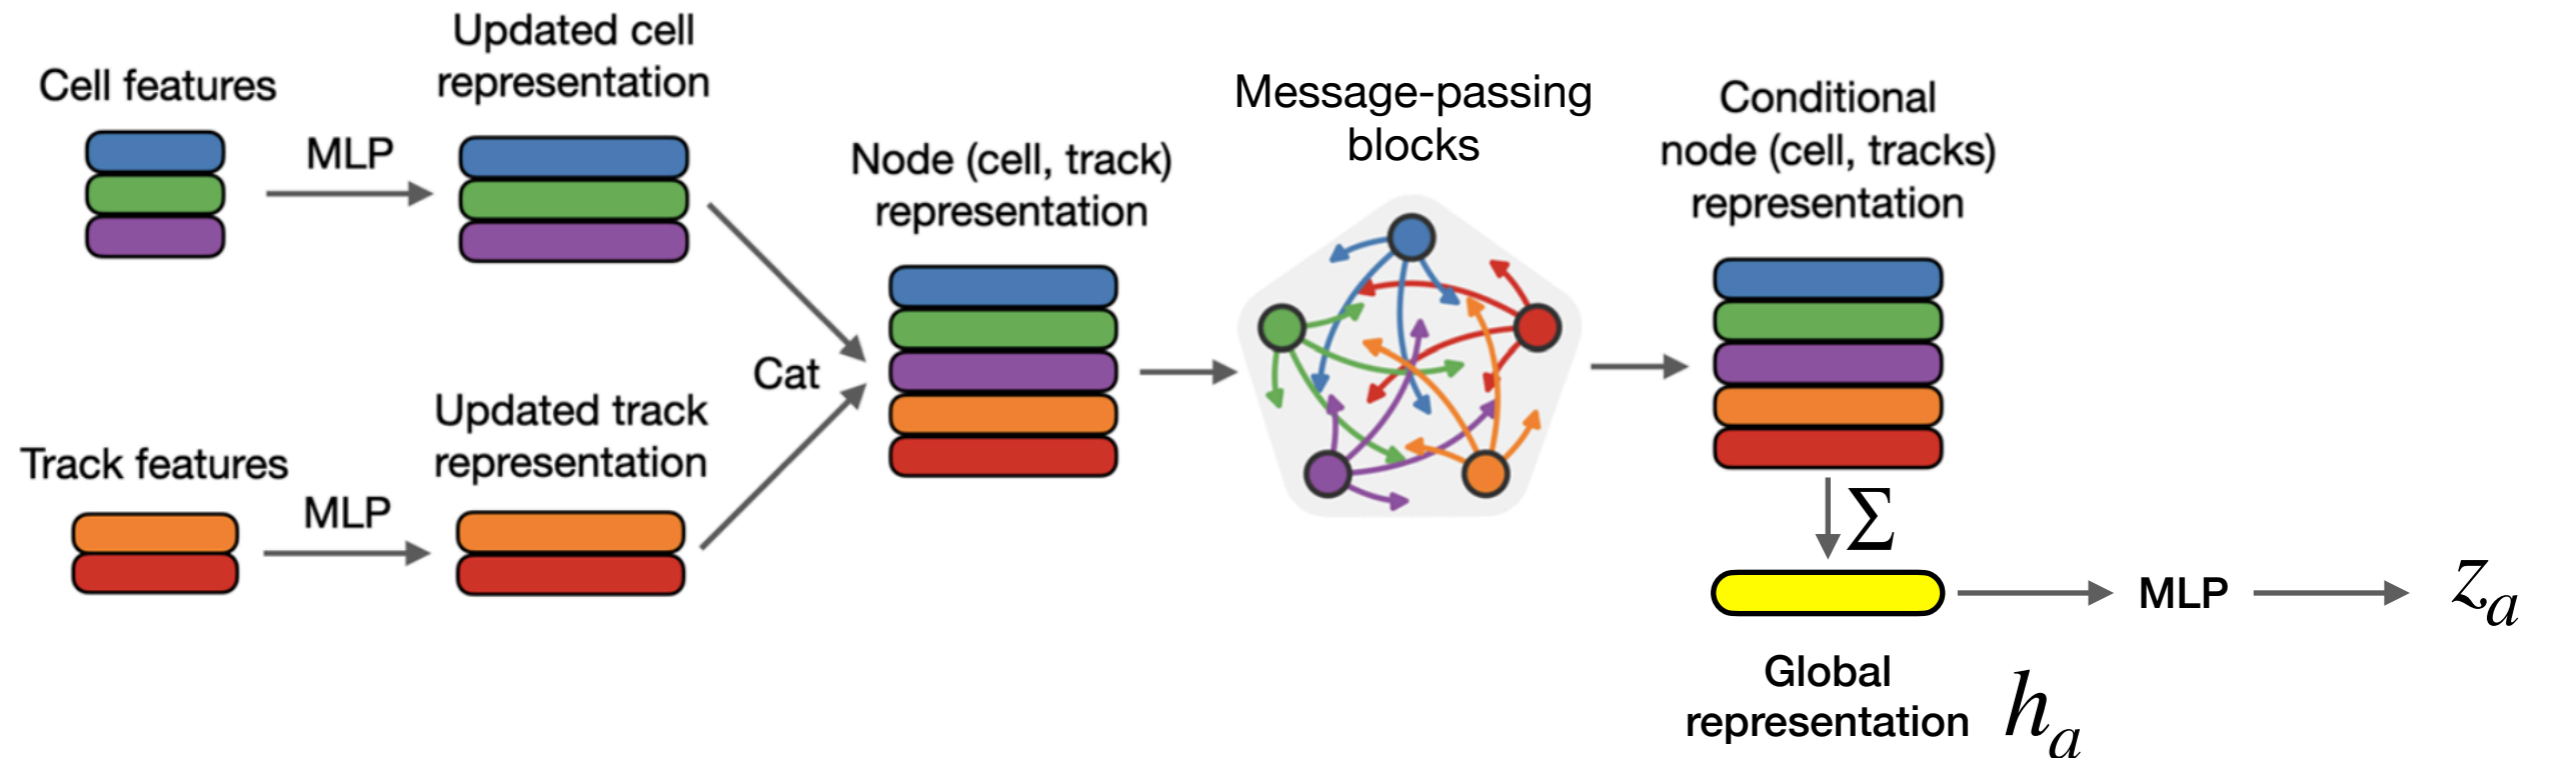 Cell features
MLP
Updated cell
representation
Track features
MLP
Updated track
representation
Cat
Node (cell, track)
representation
Message-passing
blocks
Conditional
node (cell, tracks)
representation
Σ
Global
representation
h_a
MLP
z_a